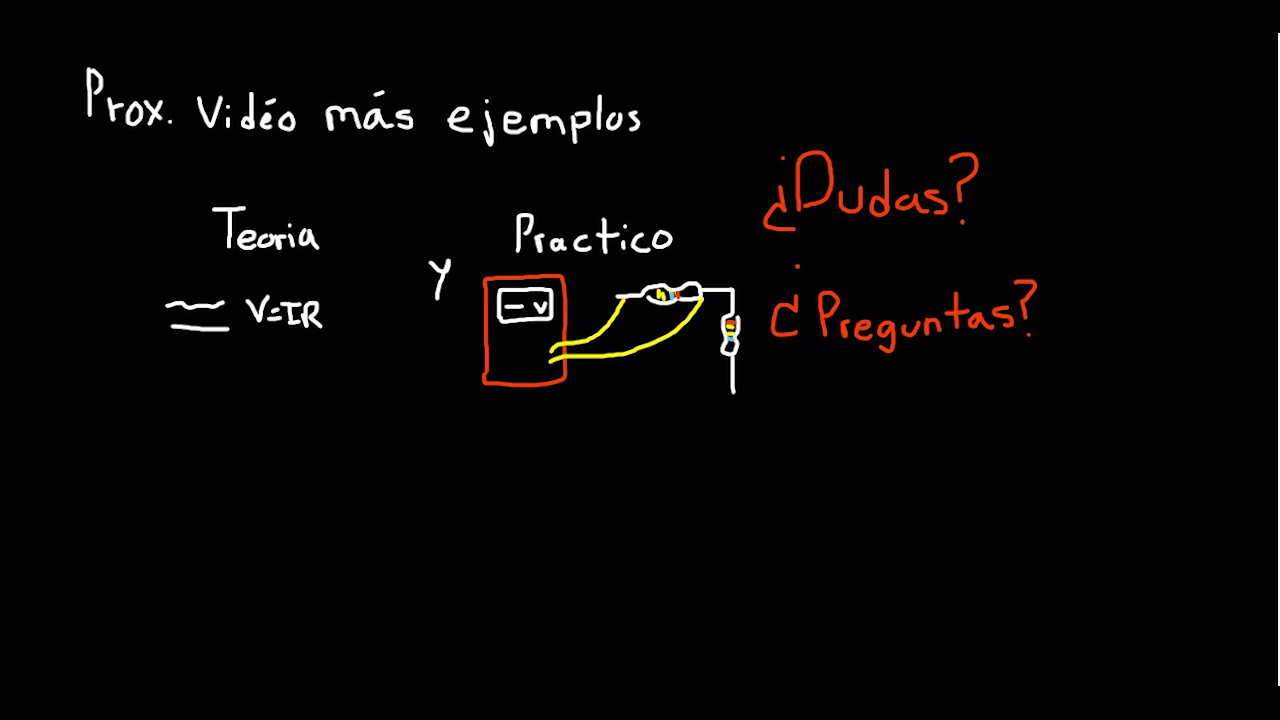 Prox. Vidéo más ejemplos
¿Dudas?
Teoria
Y
Practico
V=IR
- V
¿Preguntas?